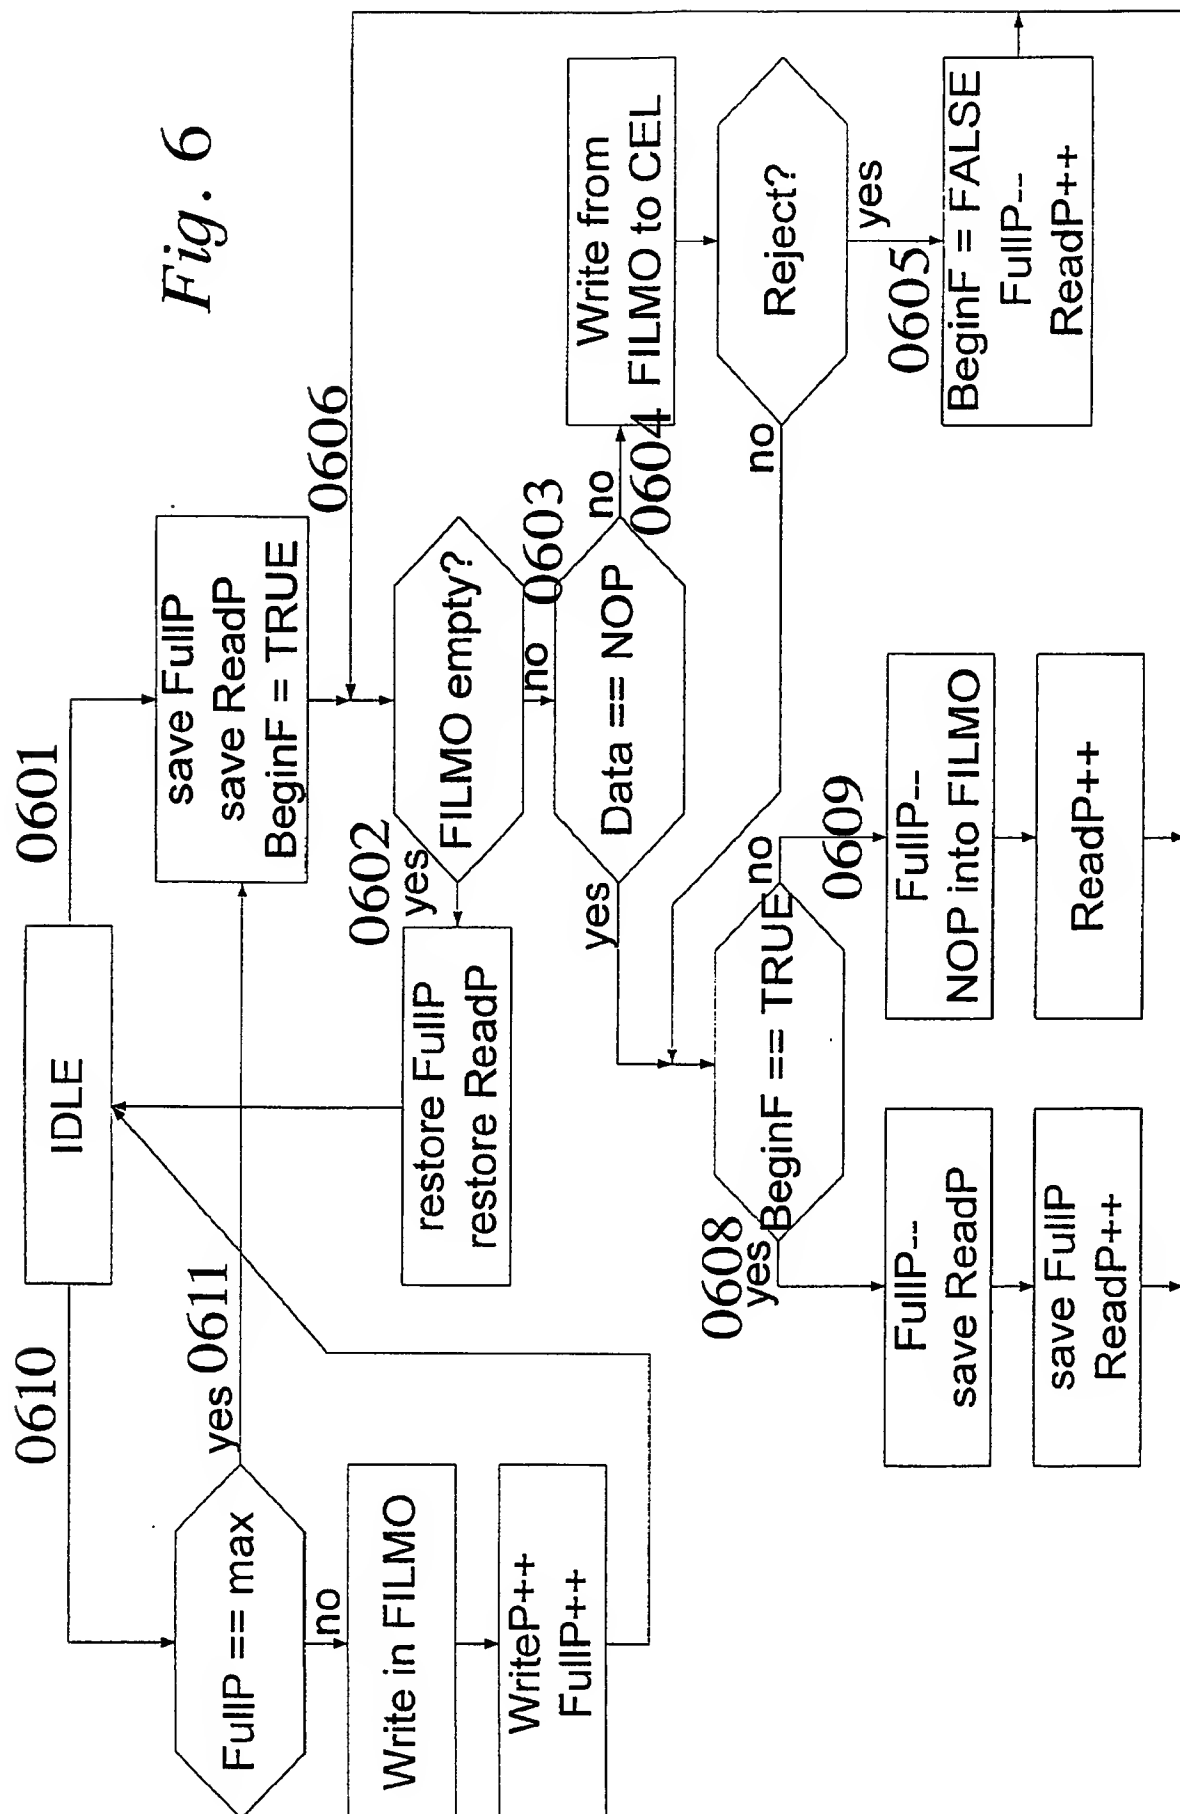 Fig. 6
0610
IDLE
0601
FullP == max
yes
0611
no
Write in FILMO
WriteP++
FullP++
save FullP
save ReadP
BeginF = TRUE
0606
FILMO empty?
0602
yes
restore FullP
restore ReadP
no
0603
Data == NOP
no
0604
Write from
FILMO to CEL
Reject?
yes
0605
BeginF = FALSE
FullP--
ReadP++
no
yes
BeginF == TRUE
0608
yes
FullP--
save ReadP
save FullP
ReadP++
no
0609
FullP--
NOP into FILMO
ReadP++